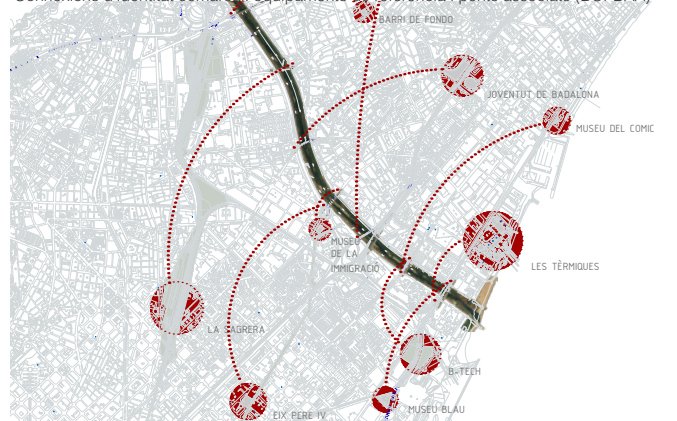 BARRI DE FONDO
JOVENTUT DE BADALONA
MUSEU DEL COMIC
MUSEU
DE LA
IMMIGRACIÓ
LES TÈRMIQUES
LA SAGRERA
B-TECH
EIX PERE IV
MUSEU BLAU